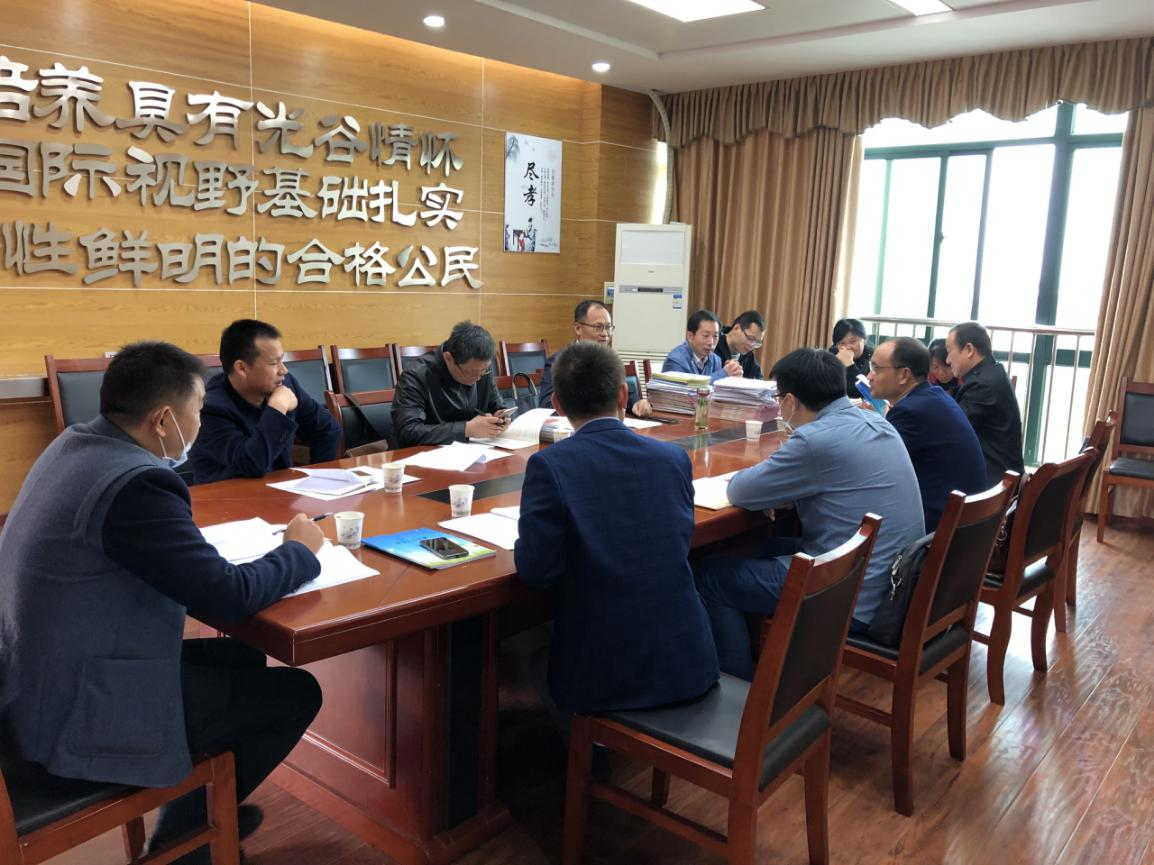 培养具有光谷情怀
国际视野基础扎实
性鲜明的合格公民
尽孝